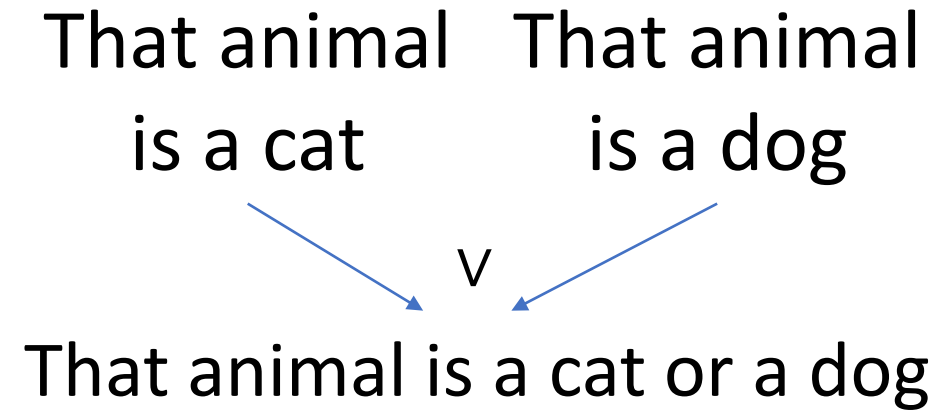 That animal
is a cat
That animal
is a dog
∨
That animal is a cat or a dog